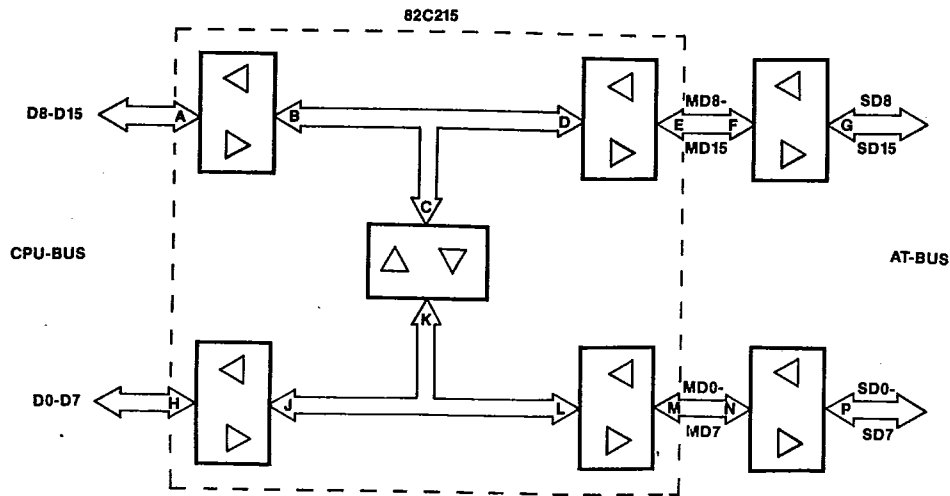 82C215
D8-D15
A
B
D
E
MD8-
MD15
F
G
SD8
SD15
C
CPU-BUS
AT-BUS
K
D0-D7
H
J
L
M
MD0-
MD7
N
P
SD0-
SD7